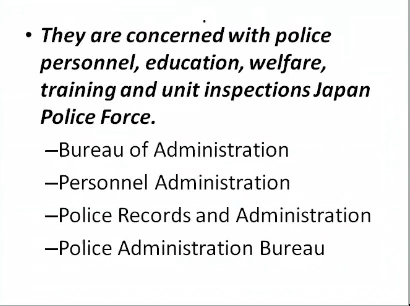 • They are concerned with police
personnel, education, welfare,
training and unit inspections Japan
Police Force.
–Bureau of Administration
–Personnel Administration
–Police Records and Administration
–Police Administration Bureau